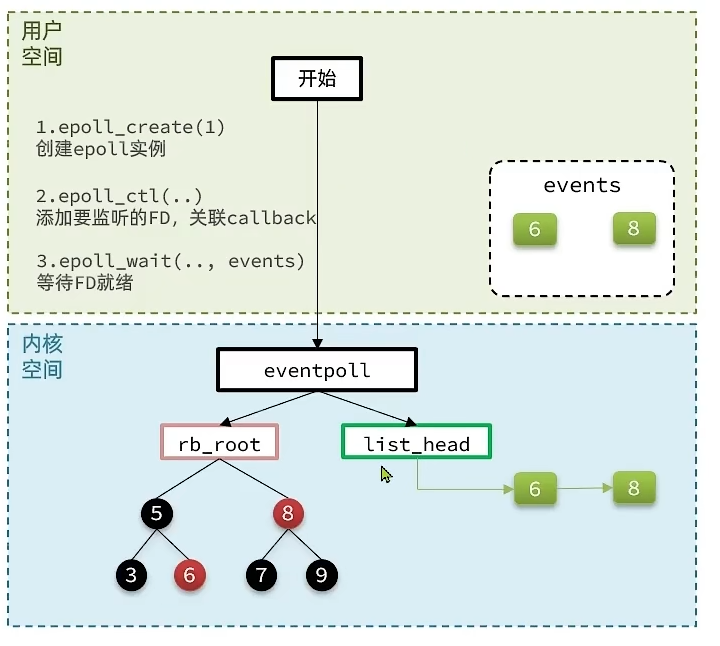 用户
空间
开始
1.epoll_create(1)
创建epoll实例
2.epoll_ctl(..)
添加要监听的FD，关联callback
3.epoll_wait(.., events)
等待FD就绪
events
6
8
内核
空间
eventpoll
rb_root
list_head
6
8
5
8
3
6
7
9